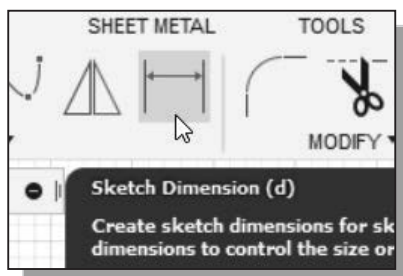 SHEET METAL TOOLS
MODIFY
Sketch Dimension (d)
Create sketch dimensions for sk
dimensions to control the size or